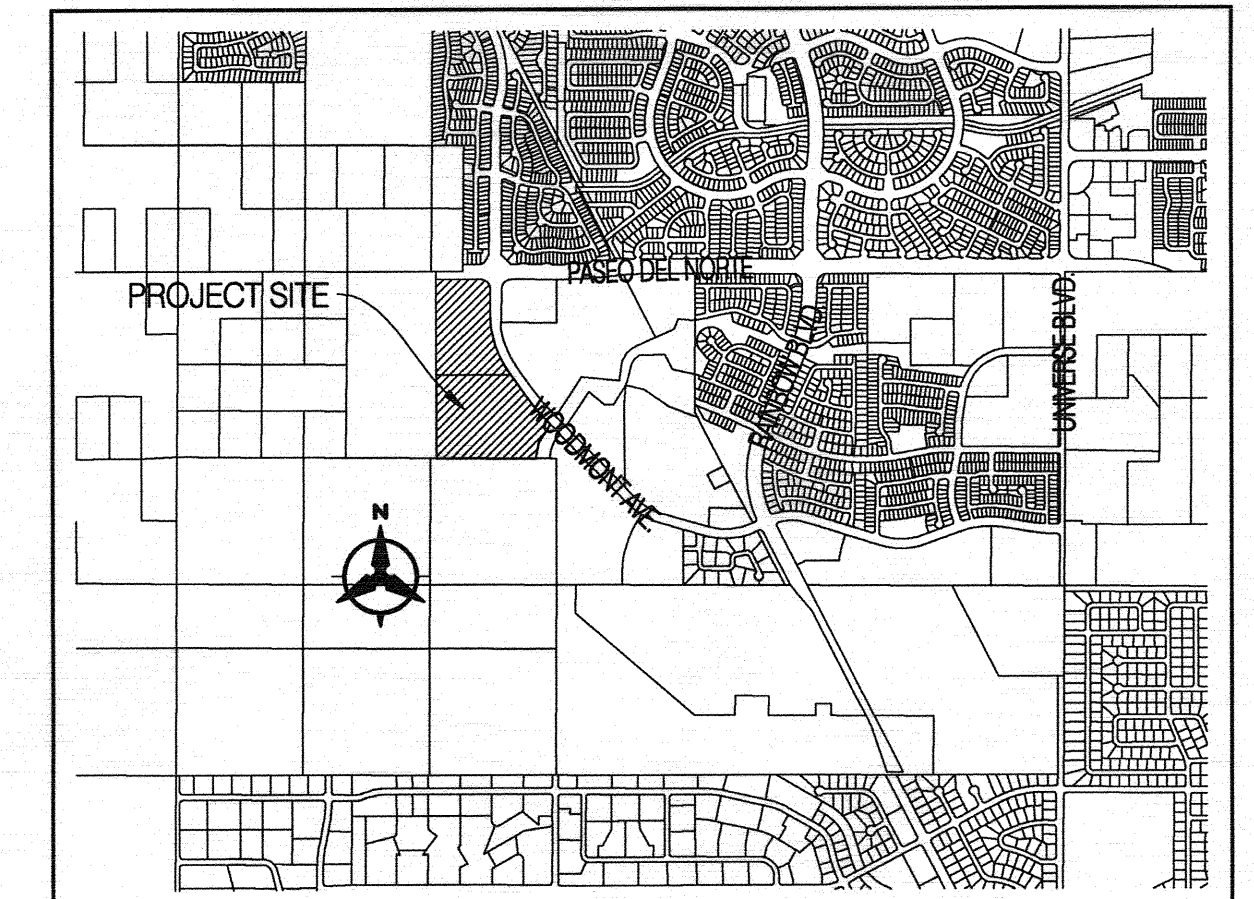 PASEO DEL NORTE
PROJECT SITE
UNIVERSE BLVD.
RAINBOW BLVD.
WOODMONT AVE.
N